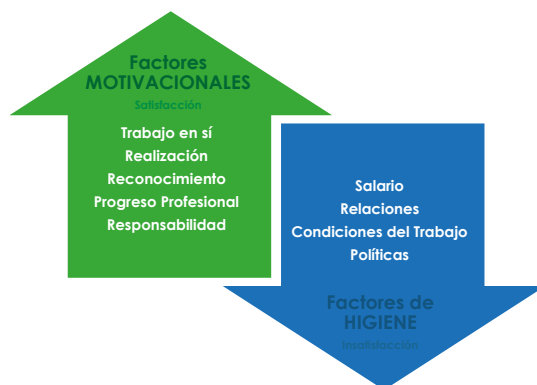 Factores
MOTIVACIONALES
Satisfacción
Trabajo en sí
Realización
Reconocimiento
Progreso Profesional
Responsabilidad
Salario
Relaciones
Condiciones del Trabajo
Políticas
Factores de
HIGIENE
Insatisfacción